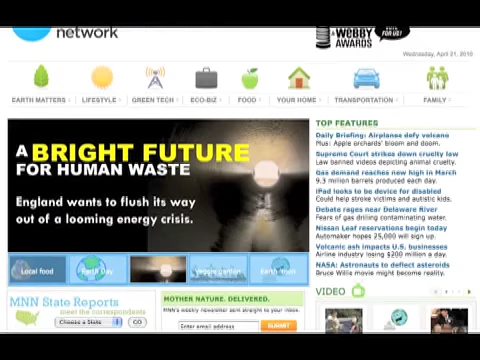 network
A WEBBY
AWARDS
FOR US!
Wednesday, April 21, 2010
EARTH MATTERS
LIFESTYLE
GREEN TECH
ECO-BIZ
FOOD
YOUR HOME
TRANSPORTATION
FAMILY
A BRIGHT FUTURE
FOR HUMAN WASTE
England wants to flush its way
out of a looming energy crisis.
Local food
Earth Day
Veggie garden
TOP FEATURES
Daily Briefing: Airplanes defy volcano
Plus: Apple orchards' bloom and doom.
Supreme Court strikes down cruelty law
Law banned videos depicting animal cruelty.
Gas demand reaches new high in March
9.3 million barrels produced each day.
iPad looks to be device for disabled
Could help stroke victims and autistic kids.
Debate rages near Delaware River
Fears of gas drilling contaminating water.
Nissan Leaf reservations begin today
Automaker hopes 25,000 will sign up.
Volcanic ash impacts U.S. businesses
Airline industry losing $200 million a day.
NASA: Astronauts to deflect asteroids
Bruce Willis movie might become reality.
VIDEO
MNN State Reports
meet the correspondents
Choose a State
GO
MOTHER NATURE. DELIVERED.
MNN's weekly newsletter sent straight to your inbox.
Enter email address
SUBMIT